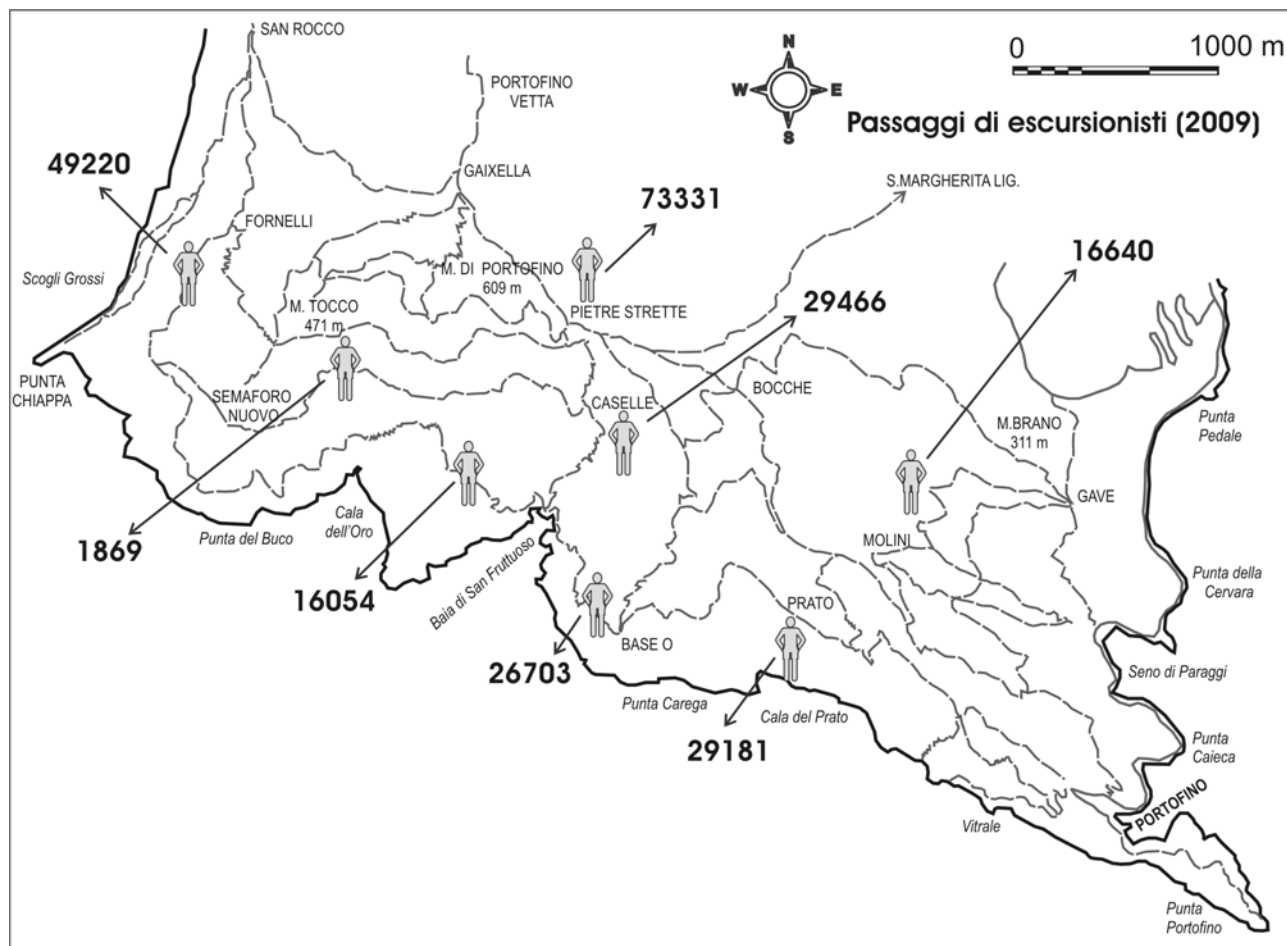 SAN ROCCO
0 1000 m
N
W E
S
PORTOFINO
VETTA
Passaggi di escursionisti (2009)
49220
GAIXELLA
73331
S.MARGHERITA LIG.
FORNELLI
16640
Scogli Grossi
M. DI PORTOFINO
609 m
M. TOCCO
471 m
PIETRE STRETTE
29466
PUNTA
CHIAPPA
SEMAFORO
NUOVO
CASELLE
BOCCHE
Punta
Pedale
M.BRANO
311 m
GAVE
1869
Punta del Buco
Cala
dell'Oro
MOLINI
16054
Baia di San Fruttuoso
Punta della
Cervara
PRATO
26703
BASE O
Seno di Paraggi
Punta Carega
Cala del Prato
29181
Punta
Caieca
PORTOFINO
Vitrale
Punta
Portofino